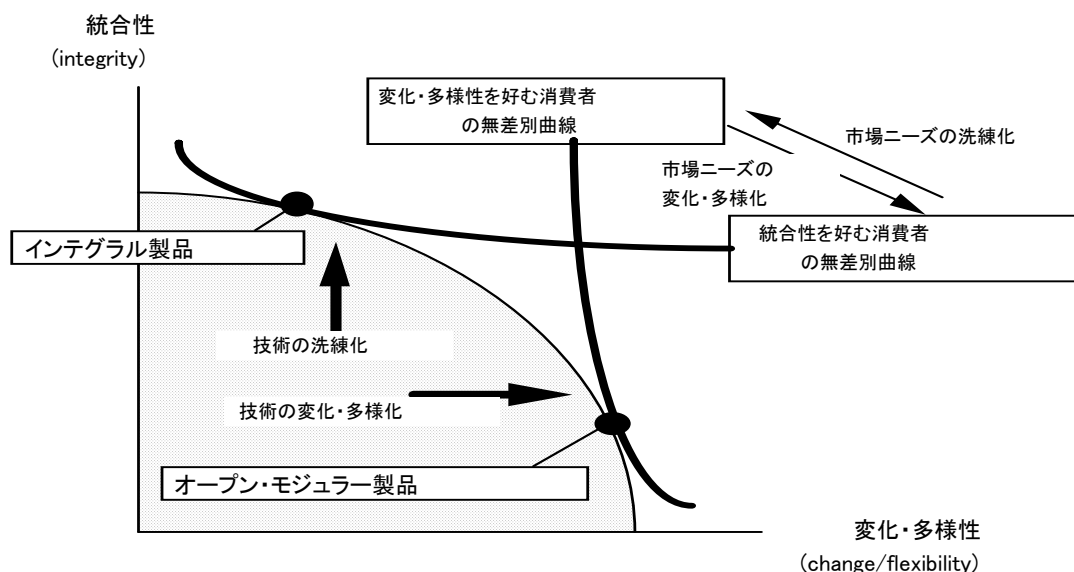 統合性
(integrity)
変化・多様性を好む消費者
の無差別曲線
市場ニーズの洗練化
市場ニーズの
変化・多様化
統合性を好む消費者
の無差別曲線
インテグラル製品
技術の洗練化
技術の変化・多様化
オープン・モジュラー製品
変化・多様性
(change/flexibility)